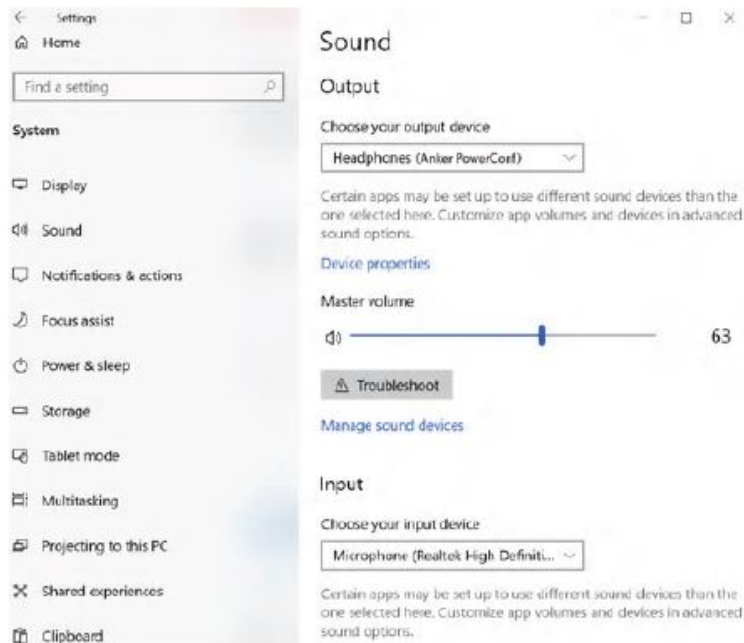 Settings
Home
Find a setting
System
Display
Sound
Notifications & actions
Focus assist
Power & sleep
Storage
Tablet mode
Multitasking
Projecting to this PC
Shared experiences
Clipboard
Sound
Output
Choose your output device
Headphones (Anker PowerConf)
Certain apps may be set up to use different sound devices than the
one selected here. Customize app volumes and devices in advanced
sound options.
Device properties
Master volume
63
Troubleshoot
Manage sound devices
Input
Choose your input device
Microphone (Realtek High Definiti...
Certain apps may be set up to use different sound devices than the
one selected here. Customize app volumes and devices in advanced
sound options.